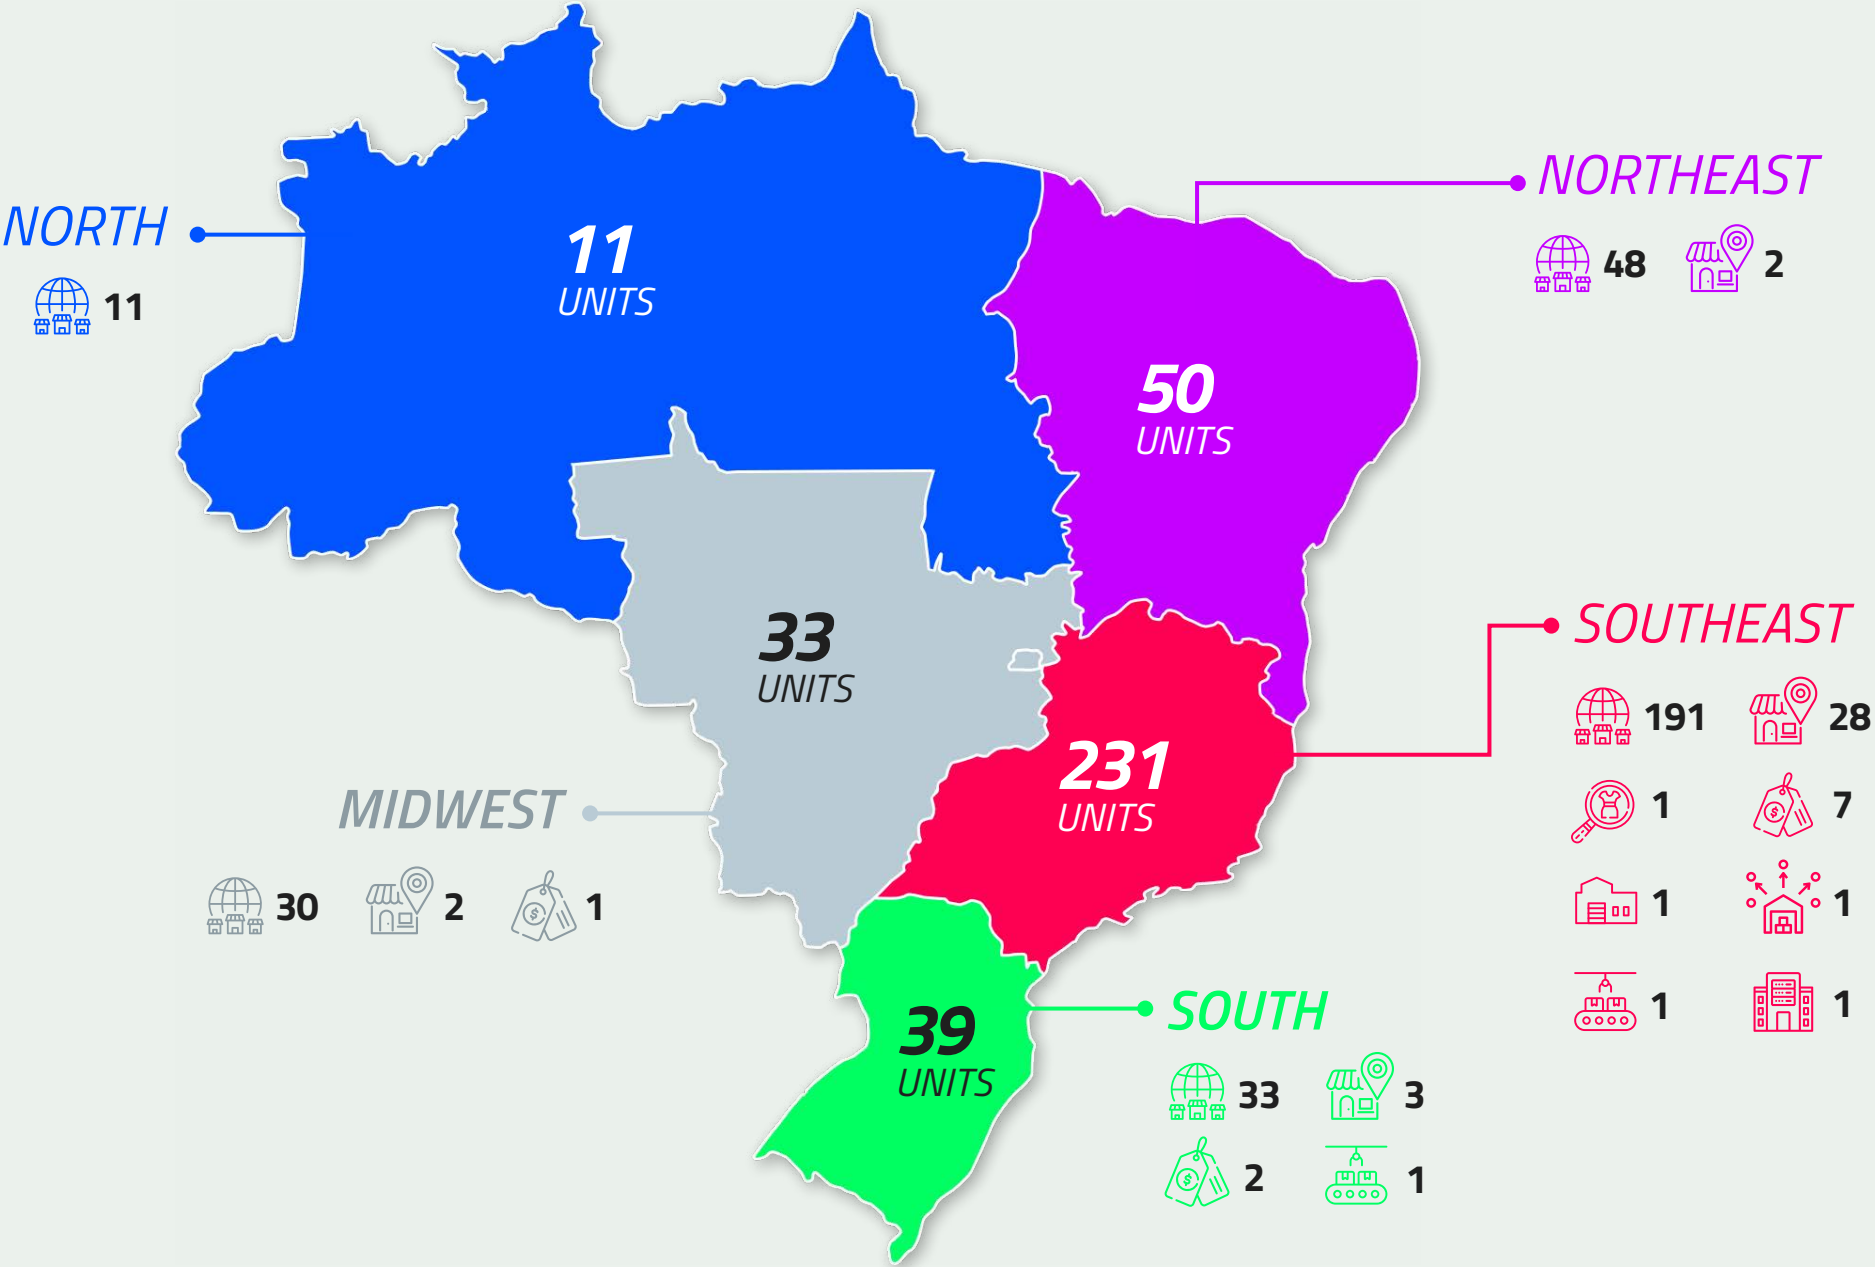 NORTH
11
11
UNITS
NORTHEAST
48 2
50
UNITS
33
UNITS
MIDWEST
30 2 1
231
UNITS
SOUTHEAST
191 28
1 7
1 1
1 1
39
UNITS
SOUTH
33 3
2 1